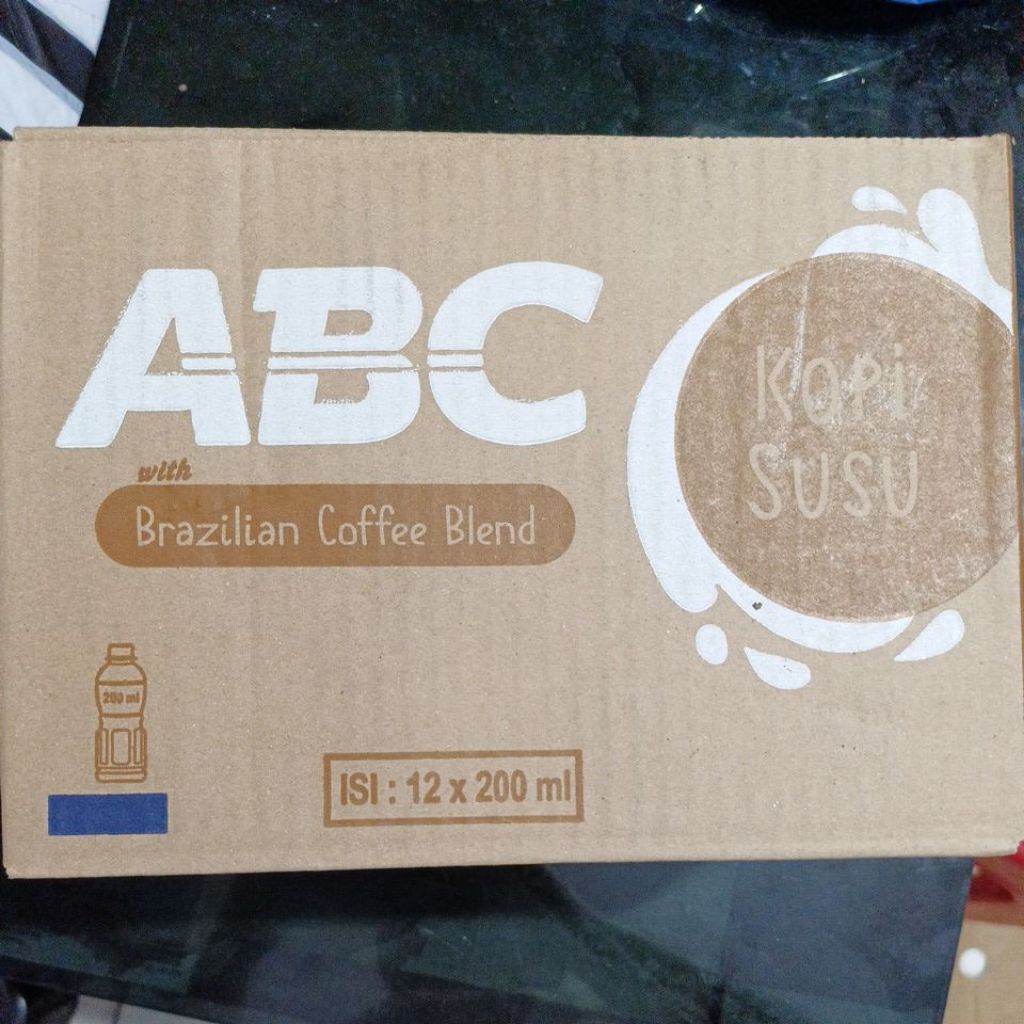 ABC
with
Brazilian Coffee Blend
Kopi
SUSU
200 ml
ISI : 12 x 200 ml